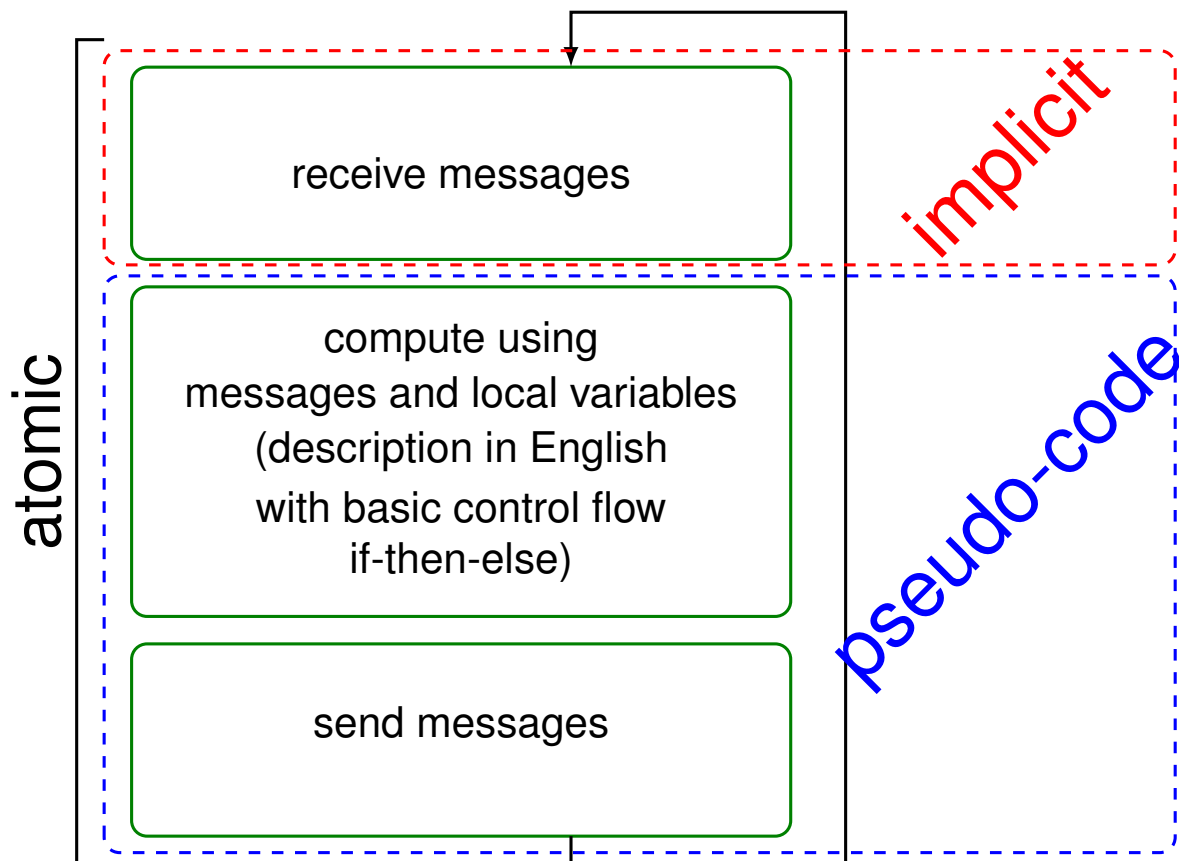 implicit
receive messages
atomic
compute using
messages and local variables
(description in English
with basic control flow
if-then-else)
pseudo-code
send messages